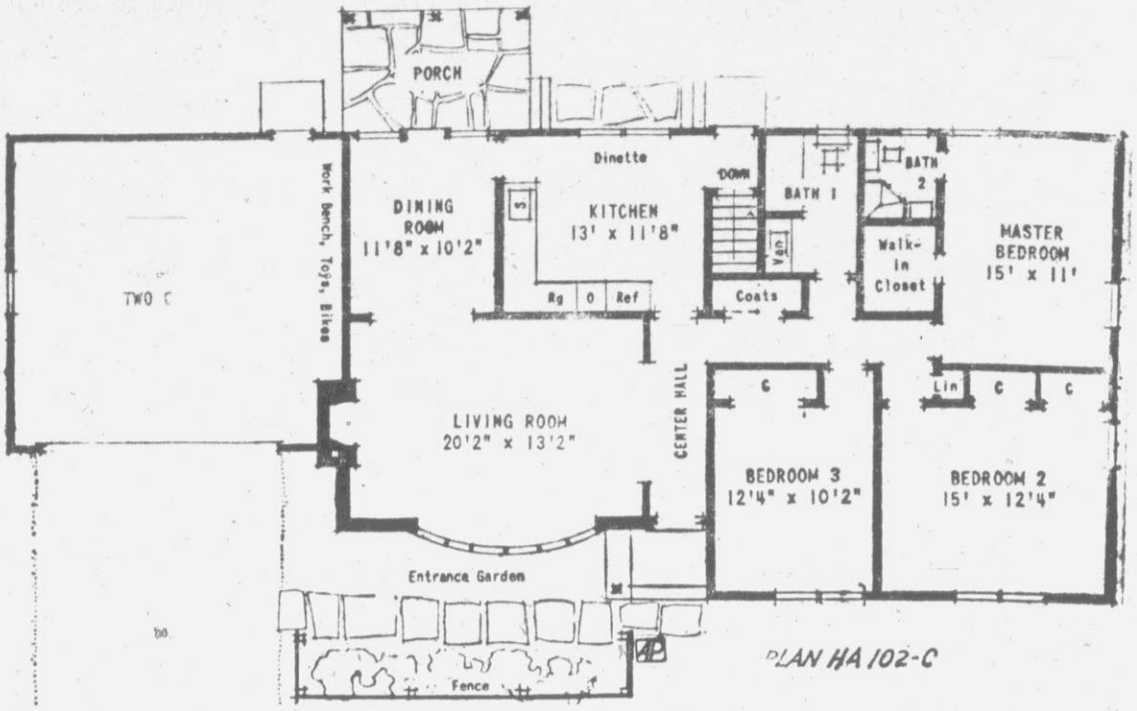 PORCH
Dinette
DOWN
BATH 1
BATH
2
Work Bench, Toys, Bikes
DINING
ROOM
11'8" x 10'2"
S
KITCHEN
13' x 11'8"
Van
Walk-
in
Closet
MASTER
BEDROOM
15' x 11'
TWO C
Rg
O
Ref
Coats
LIVING ROOM
20'2" x 13'2"
CENTER HALL
C
Lin
C
C
BEDROOM 3
12'4" x 10'2"
BEDROOM 2
15' x 12'4"
Entrance Garden
Fence
AP
PLAN HA 102-C